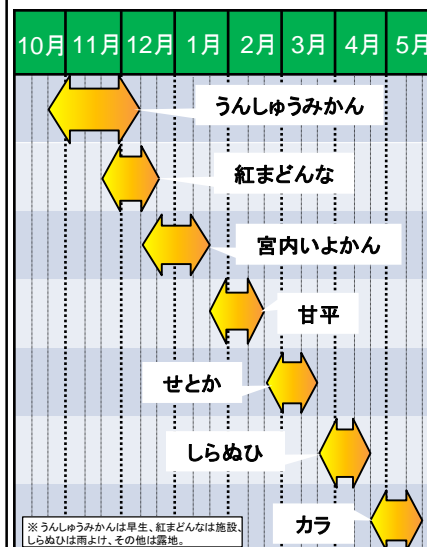 10月 11月 12月 1月 2月 3月 4月 5月
うんしゅうみかん
紅まどんな
宮内いよかん
甘平
せとか
しらぬひ
カラ
※うんしゅうみかんは早生、紅まどんなは施設、
しらぬひは雨よけ、その他は露地。